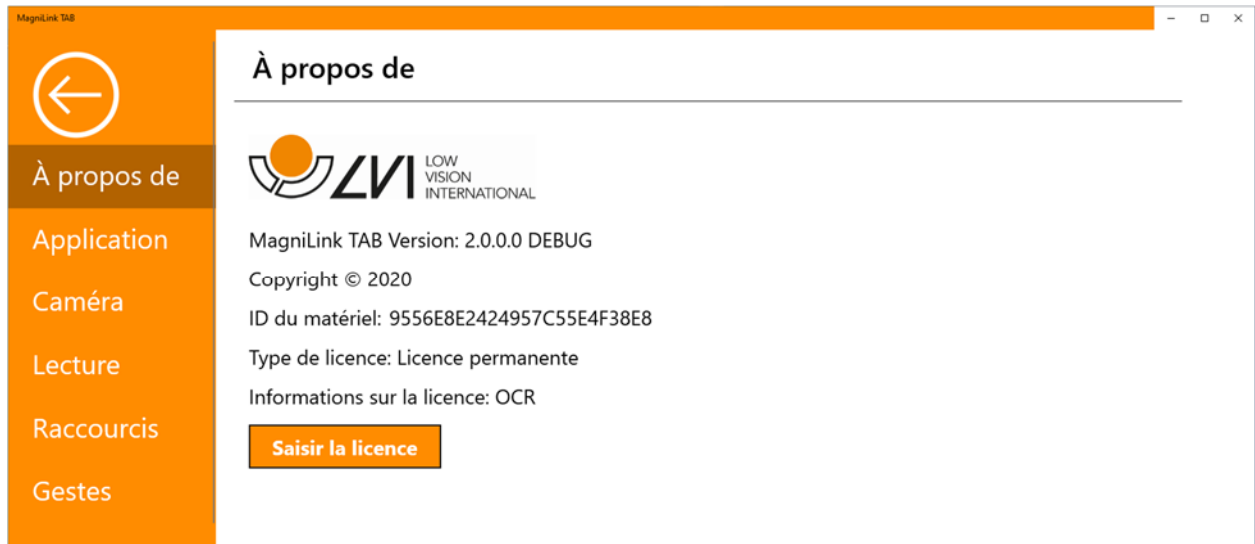 MagniLink TAB
À propos de
À propos de
Application
Caméra
Lecture
Raccourcis
Gestes
LVI
LOW
VISION
INTERNATIONAL
MagniLink TAB Version: 2.0.0.0 DEBUG
Copyright © 2020
ID du matériel: 9556E8E2424957C55E4F38E8
Type de licence: Licence permanente
Informations sur la licence: OCR
Saisir la licence